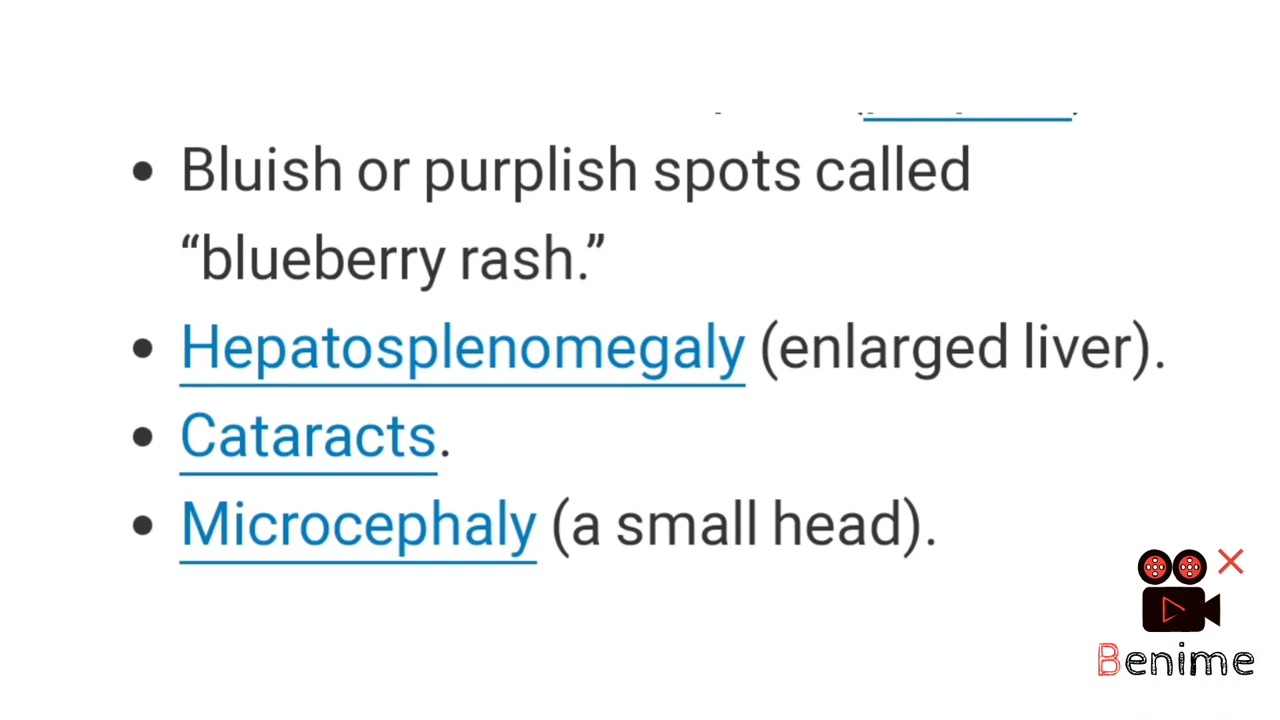 • Bluish or purplish spots called
“blueberry rash.”
• Hepatosplenomegaly (enlarged liver).
• Cataracts.
• Microcephaly (a small head).
Benime